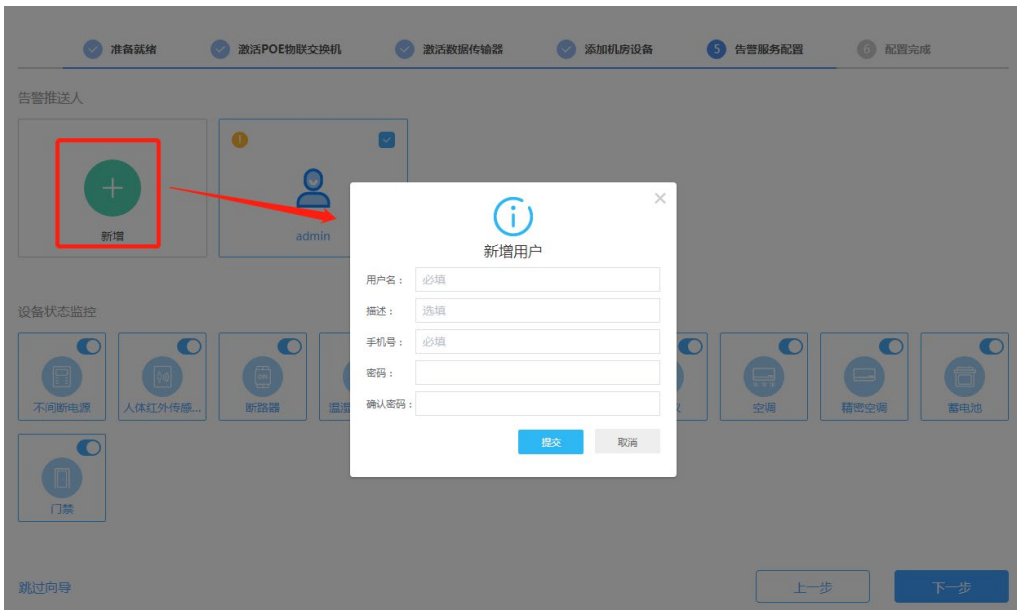 准备就绪
激活POE物联交换机
激活数据传输器
添加机房设备
5 告警服务配置
6 配置完成
告警推送人
新增
admin
新增用户
用户名： 必填
描述： 选填
手机号： 必填
密码：
确认密码：
提交 取消
设备状态监控
不间断电源
人体红外传感...
断路器
空调
精密空调
蓄电池
门禁
跳过向导
上一步
下一步